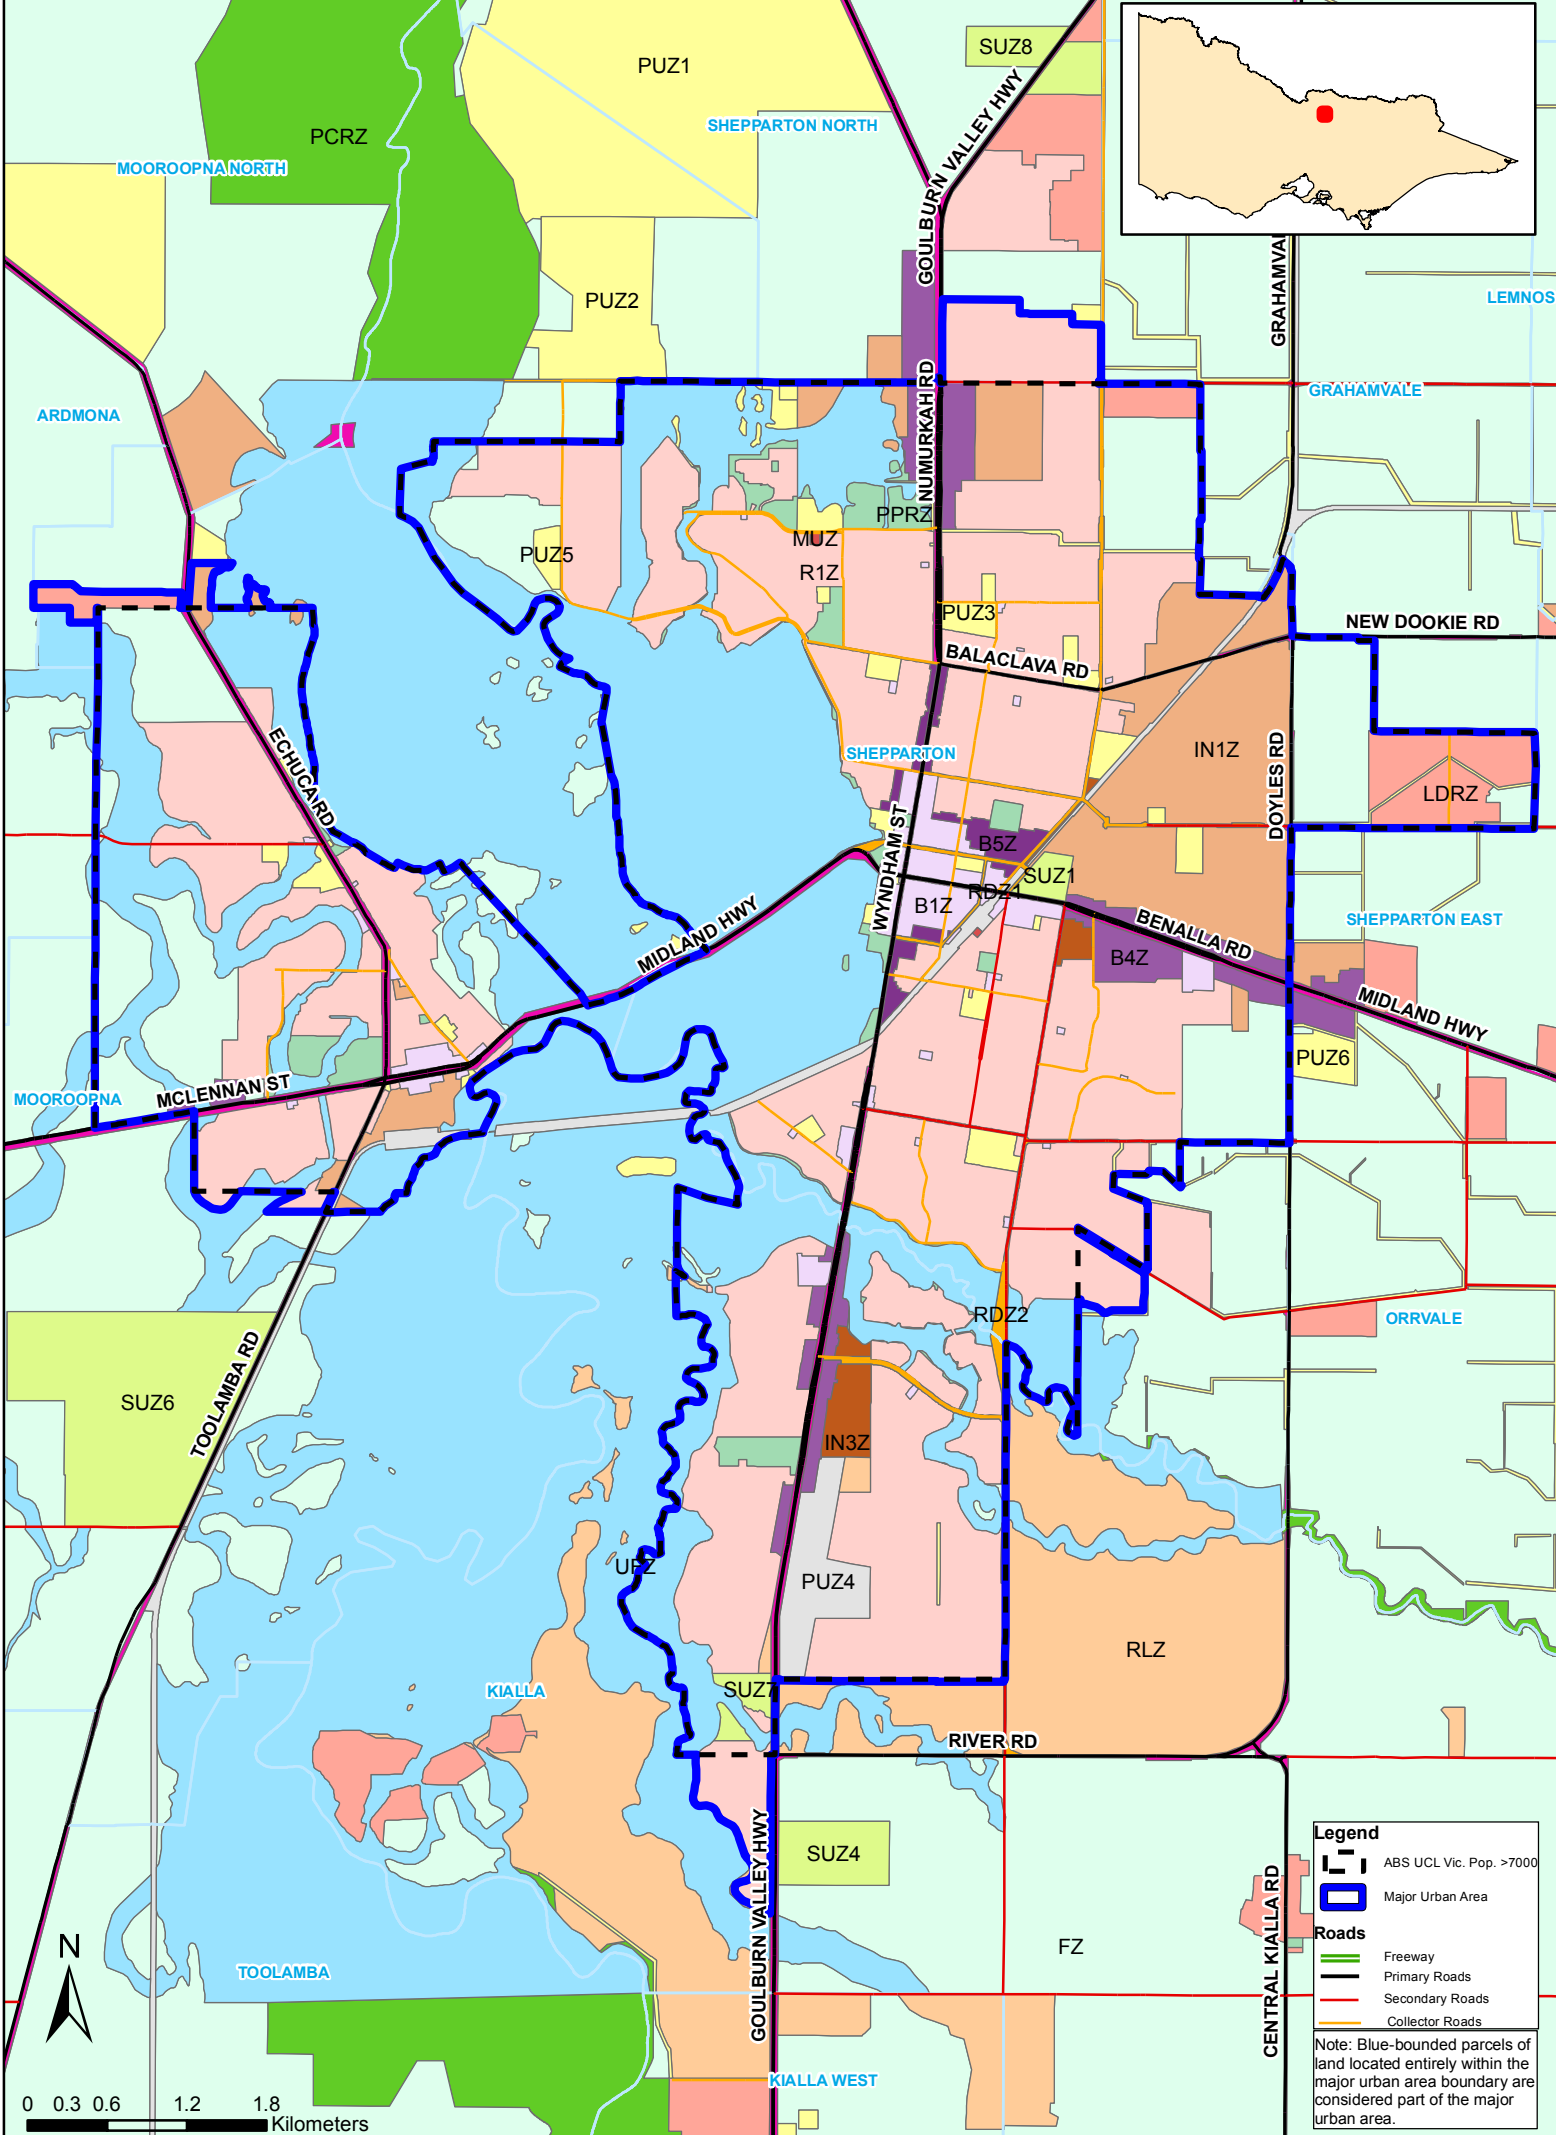 SUZ8
PUZ1
SHEPPARTON NORTH
GOULBURN VALLEY HWY
PCRZ
MOOROOPNA NORTH
GRAHAMVAL
PUZ2
LEMNOS
NUMURKAH RD
GRAHAMVALE
ARDMONA
PPRZ
MUZ
PUZ5
R1Z
PUZ3
NEW DOOKIE RD
BALACLAVA RD
ECHUCA RD
SHEPPARTON
IN1Z
DOYLES RD
LDRZ
WYNDHAM ST
B5Z
SUZ1
RDZ1
B1Z
SHEPPARTON EAST
MIDLAND HWY
BENALLA RD
B4Z
MIDLAND HWY
PUZ6
MCLENNAN ST
MOOROOPNA
RDZ2
ORRVALE
TOOLAMBA RD
SUZ6
IN3Z
UFZ
PUZ4
RLZ
KIALLA
SUZ7
RIVER RD
SUZ4
GOULBURN VALLEY HWY
FZ
CENTRAL KIALLA RD
TOOLAMBA
KIALLA WEST
N
0 0.3 0.6 1.2 1.8
Kilometers
Legend
ABS UCL Vic. Pop. >7000
Major Urban Area
Roads
Freeway
Primary Roads
Secondary Roads
Collector Roads
Note: Blue-bounded parcels of
land located entirely within the
major urban area boundary are
considered part of the major
urban area.